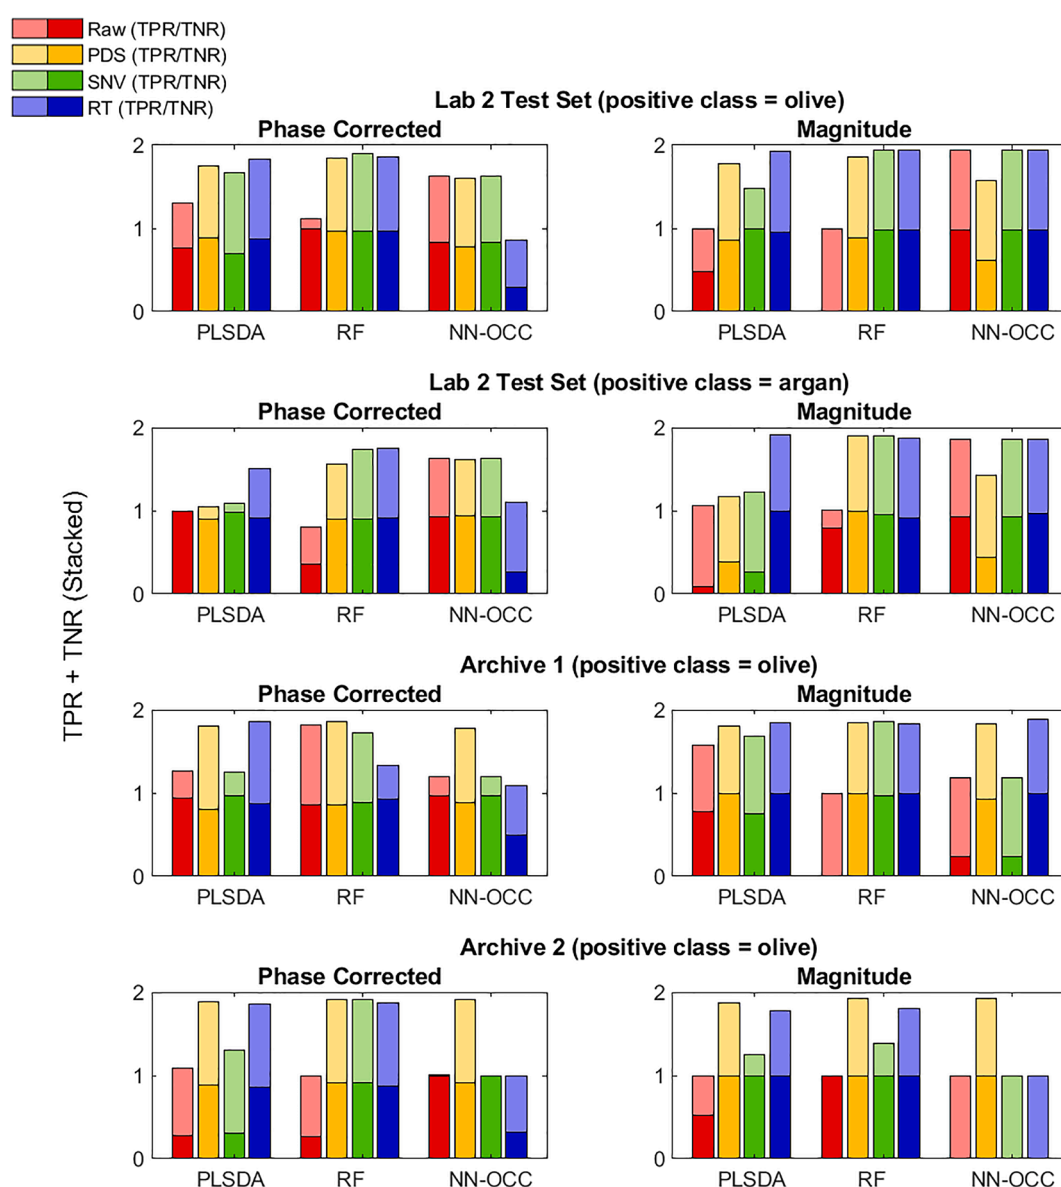 Raw (TPR/TNR)
PDS (TPR/TNR)
SNV (TPR/TNR)
RT (TPR/TNR)
Lab 2 Test Set (positive class = olive)
Phase Corrected
Magnitude
2
1
0
PLSDA RF NN-OCC
2
1
0
PLSDA RF NN-OCC
Lab 2 Test Set (positive class = argan)
Phase Corrected
Magnitude
2
1
0
PLSDA RF NN-OCC
2
1
0
PLSDA RF NN-OCC
TPR + TNR (Stacked)
Archive 1 (positive class = olive)
Phase Corrected
Magnitude
2
1
0
PLSDA RF NN-OCC
2
1
0
PLSDA RF NN-OCC
Archive 2 (positive class = olive)
Phase Corrected
Magnitude
2
1
0
PLSDA RF NN-OCC
2
1
0
PLSDA RF NN-OCC